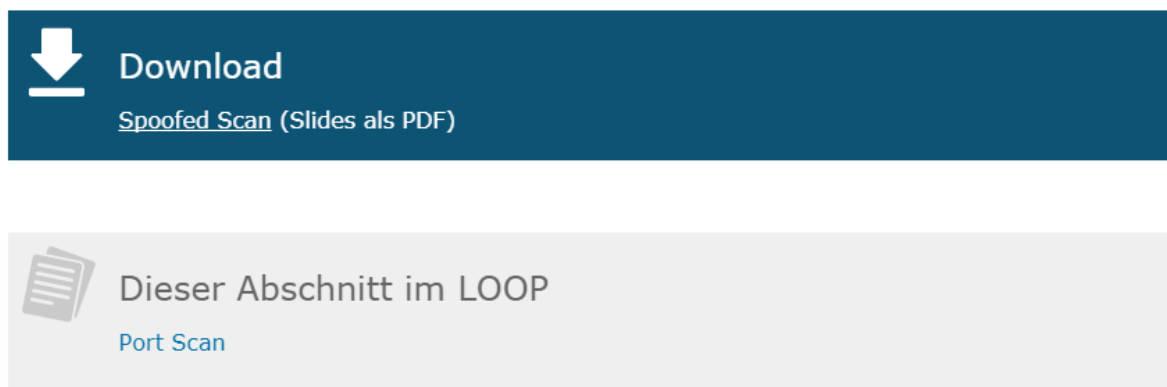 Download
Spoofed Scan (Slides als PDF)
Dieser Abschnitt im LOOP
Port Scan